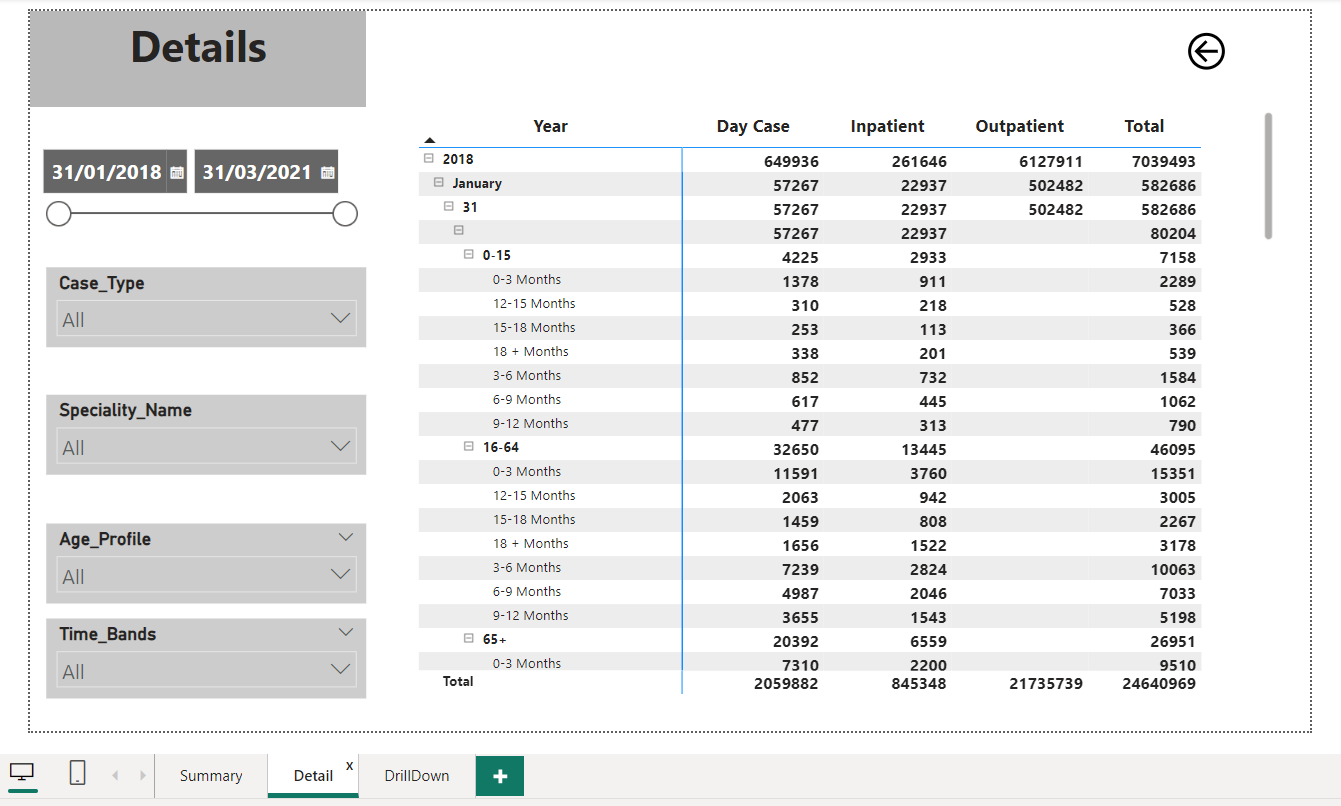 Details
31/01/2018 31/03/2021
Case_Type
All
Speciality_Name
All
Age_Profile
All
Time_Bands
All
Year Day Case Inpatient Outpatient Total
2018 649936 261646 6127911 7039493
January 57267 22937 502482 582686
31 57267 22937 502482 582686
57267 22937 80204
0-15 4225 2933 7158
0-3 Months 1378 911 2289
12-15 Months 310 218 528
15-18 Months 253 113 366
18 + Months 338 201 539
3-6 Months 852 732 1584
6-9 Months 617 445 1062
9-12 Months 477 313 790
16-64 32650 13445 46095
0-3 Months 11591 3760 15351
12-15 Months 2063 942 3005
15-18 Months 1459 808 2267
18 + Months 1656 1522 3178
3-6 Months 7239 2824 10063
6-9 Months 4987 2046 7033
9-12 Months 3655 1543 5198
65+ 20392 6559 26951
0-3 Months 7310 2200 9510
Total 2059882 845348 21735739 24640969
Summary Detail x DrillDown +